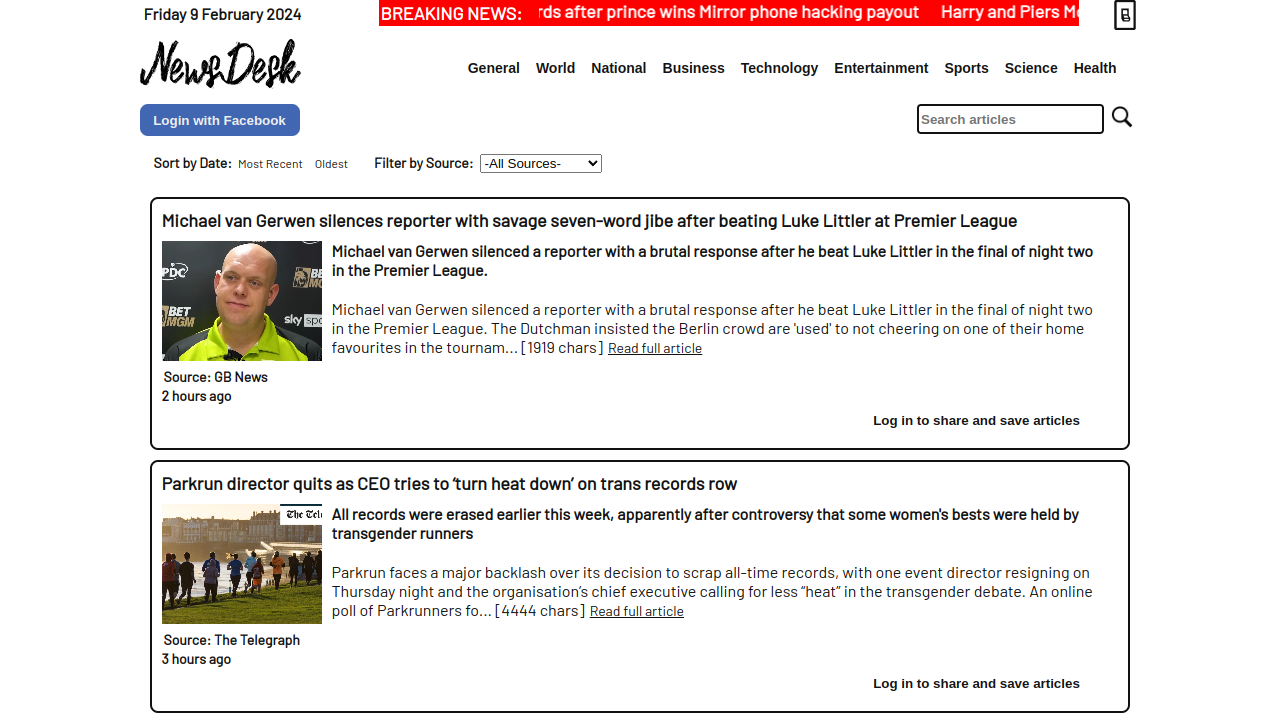 Friday 9 February 2024
BREAKING NEWS: rds after prince wins Mirror phone hacking payout Harry and Piers Mo
NewsDesk
General World National Business Technology Entertainment Sports Science Health
Login with Facebook
Search articles
Sort by Date: Most Recent Oldest Filter by Source: -All Sources-
Michael van Gerwen silences reporter with savage seven-word jibe after beating Luke Littler at Premier League
Michael van Gerwen silenced a reporter with a brutal response after he beat Luke Littler in the final of night two
in the Premier League.
Michael van Gerwen silenced a reporter with a brutal response after he beat Luke Littler in the final of night two
in the Premier League. The Dutchman insisted the Berlin crowd are 'used' to not cheering on one of their home
favourites in the tournam… [1919 chars] Read full article
PDC
BET
MGM
sky spo
Source: GB News
2 hours ago
Log in to share and save articles
Parkrun director quits as CEO tries to ‘turn heat down’ on trans records row
The Tele
All records were erased earlier this week, apparently after controversy that some women's bests were held by
transgender runners
Parkrun faces a major backlash over its decision to scrap all-time records, with one event director resigning on
Thursday night and the organisation’s chief executive calling for less “heat” in the transgender debate. An online
poll of Parkrunners fo… [4444 chars] Read full article
Source: The Telegraph
3 hours ago
Log in to share and save articles